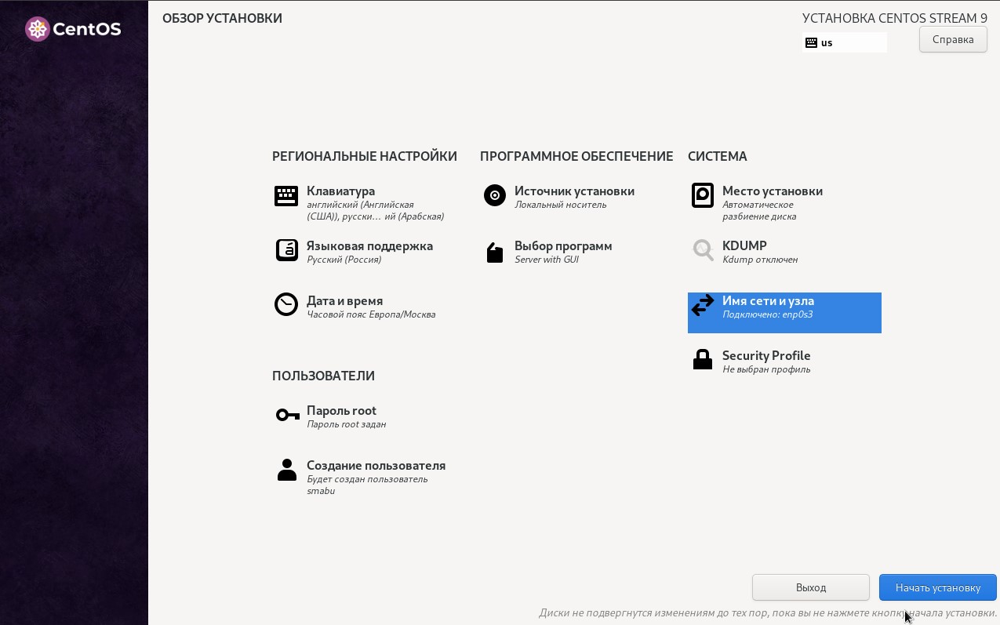 CentOS
ОБЗОР УСТАНОВКИ
УСТАНОВКА CENTOS STREAM 9
us
Справка
РЕГИОНАЛЬНЫЕ НАСТРОЙКИ
Клавиатура
английский (Английская
(США)), русски… ий (Арабская)
Языковая поддержка
Русский (Россия)
Дата и время
Часовой пояс Европа/Москва
ПОЛЬЗОВАТЕЛИ
Пароль root
Пароль root задан
Создание пользователя
Будет создан пользователь
smabu
ПРОГРАММНОЕ ОБЕСПЕЧЕНИЕ
Источник установки
Локальный носитель
Выбор программ
Server with GUI
СИСТЕМА
Место установки
Автоматическое
разбиение диска
KDUMP
Kdump отключен
Имя сети и узла
Подключено: enp0s3
Security Profile
Не выбран профиль
Выход
Начать установку
Диски не подвергнутся изменениям до тех пор, пока вы не нажмете кнопку начала установки.